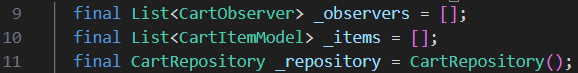 9 final List<CartObserver> _observers = [];
10 final List<CartItemModel> _items = [];
11 final CartRepository _repository = CartRepository();